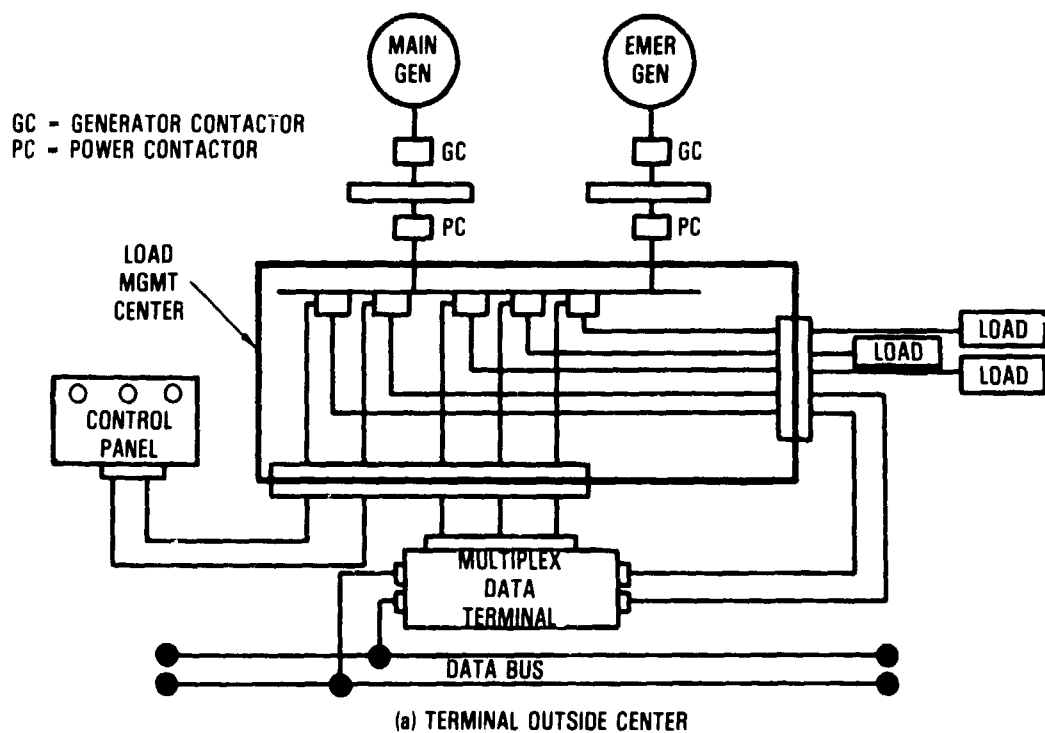 MAIN
GEN
EMER
GEN
GC = GENERATOR CONTACTOR
PC = POWER CONTACTOR
GC
GC
PC
PC
LOAD
MGMT
CENTER
LOAD
LOAD
LOAD
CONTROL
PANEL
MULTIPLEX
DATA
TERMINAL
DATA BUS
(a) TERMINAL OUTSIDE CENTER